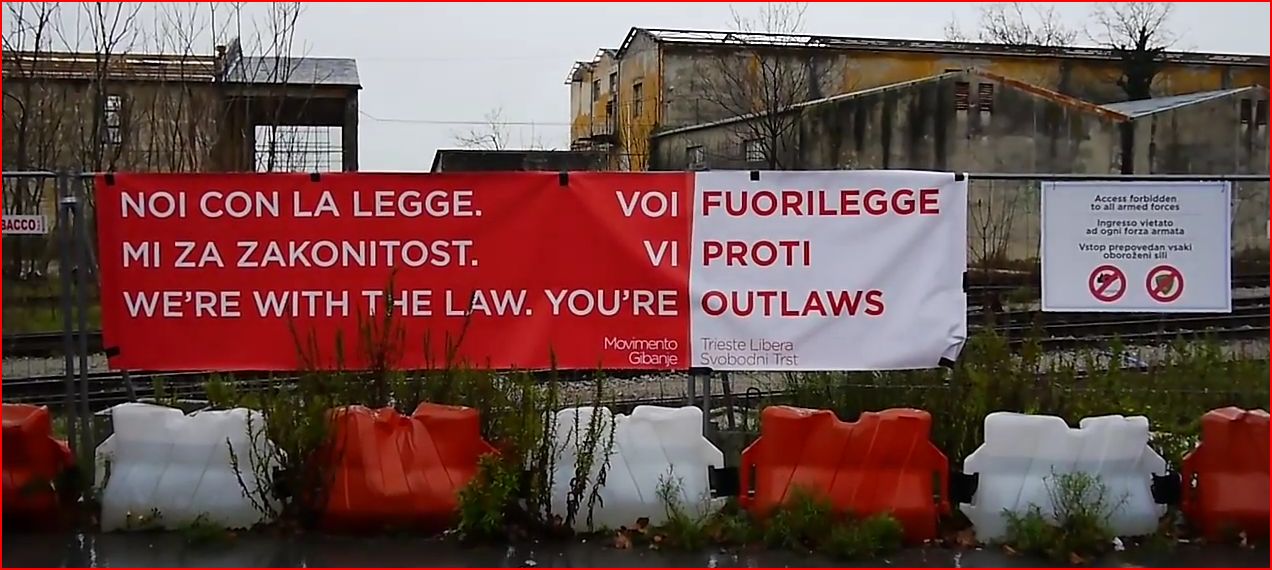 NOI CON LA LEGGE. VOI FUORILEGGE
MI ZA ZAKONITOST. VI PROTI
WE'RE WITH THE LAW. YOU'RE OUTLAWS
Movimento Trieste Libera
Gibanje Svobodni Trst
BACCO
Access forbidden
to all armed forces
Ingresso vietato
ad ogni forza armata
Vstop prepovedan vsaki
oboroženi sili